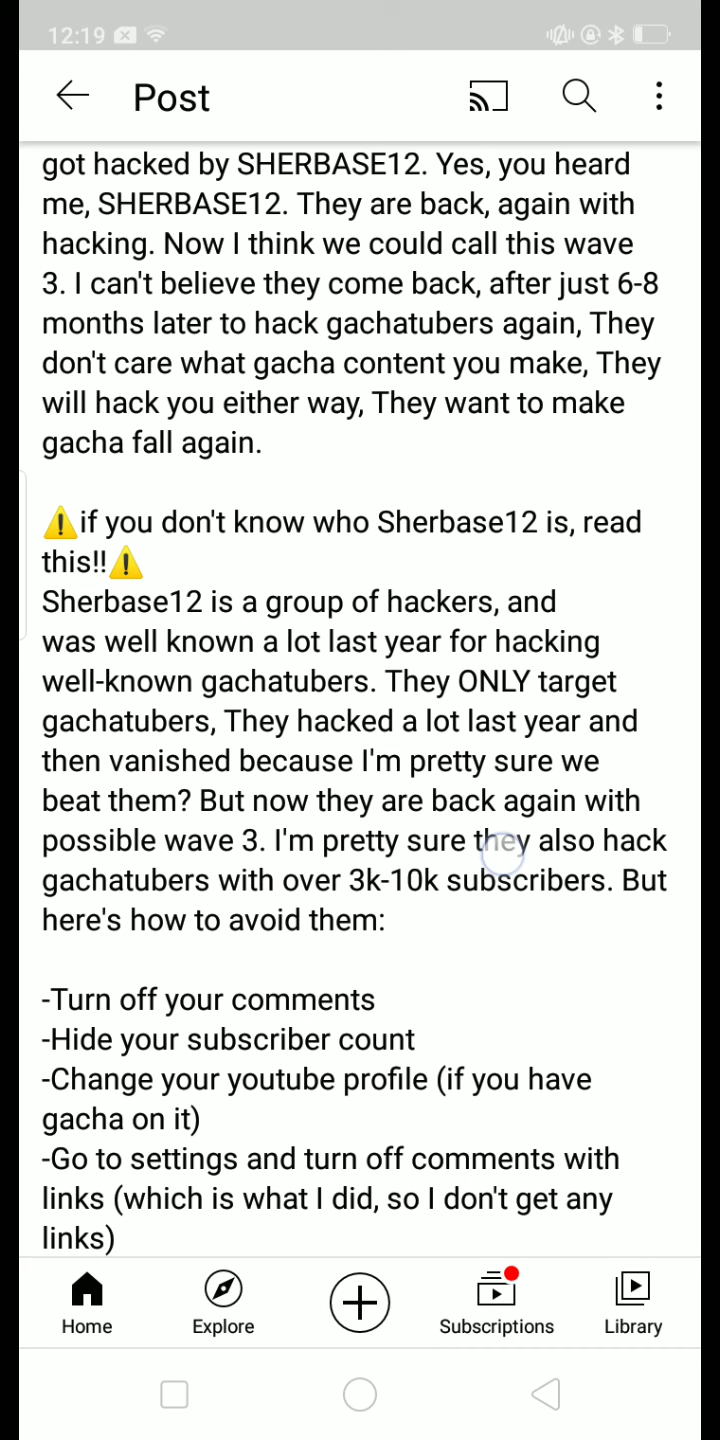 12:19
Post
got hacked by SHERBASE12. Yes, you heard
me, SHERBASE12. They are back, again with
hacking. Now I think we could call this wave
3. I can't believe they come back, after just 6-8
months later to hack gachatubers again, They
don't care what gacha content you make, They
will hack you either way, They want to make
gacha fall again.
⚠️if you don't know who Sherbase12 is, read
this!!⚠️
Sherbase12 is a group of hackers, and
was well known a lot last year for hacking
well-known gachatubers. They ONLY target
gachatubers, They hacked a lot last year and
then vanished because I'm pretty sure we
beat them? But now they are back again with
possible wave 3. I'm pretty sure they also hack
gachatubers with over 3k-10k subscribers. But
here's how to avoid them:
-Turn off your comments
-Hide your subscriber count
-Change your youtube profile (if you have
gacha on it)
-Go to settings and turn off comments with
links (which is what I did, so I don't get any
links)
Home
Explore
Subscriptions
Library